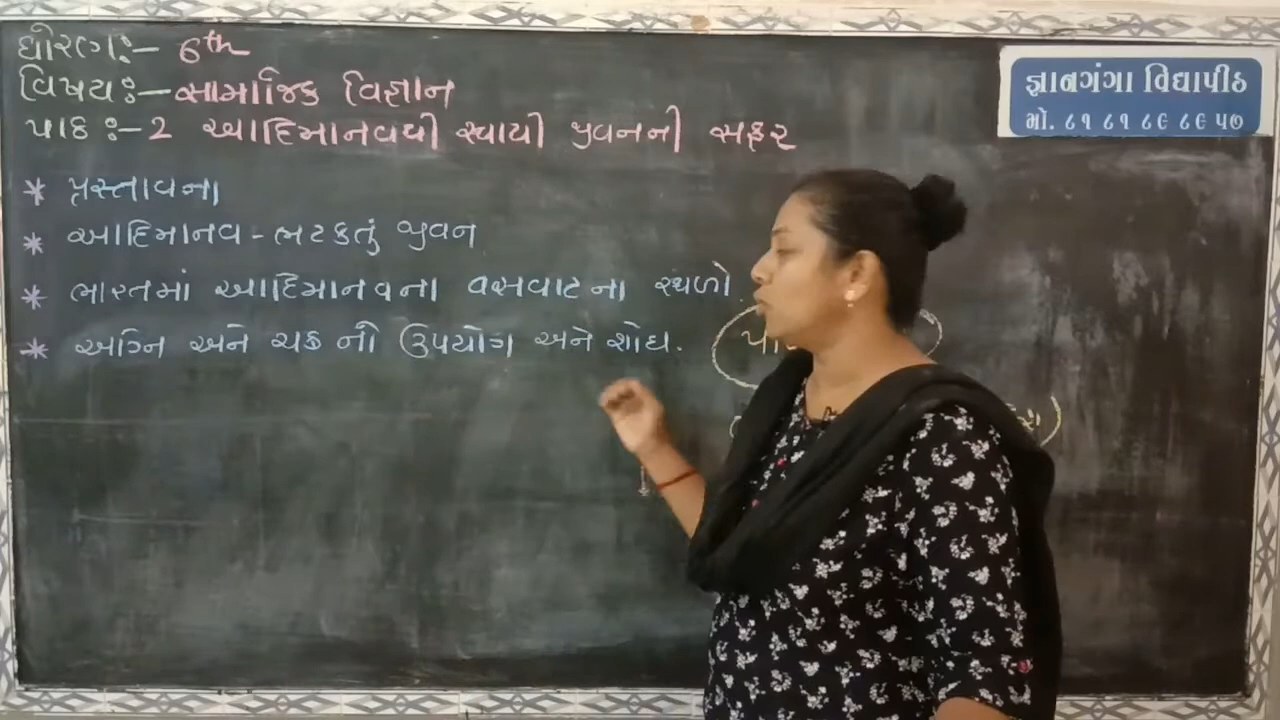 ધોરણ:- 6th
વિષય:- સામાજિક વિજ્ઞાન
પાઠ:- 2 આદિમાનવથી સ્થાયી જીવનની સફર
* પ્રસ્તાવના
* આદિમાનવ - ભટકતું જીવન
* ભારતમાં આદિમાનવના વસવાટના સ્થળો.
* અગ્નિ અને ચક્રનો ઉપયોગ અને શોધ.
જ્ઞાનગંગા વિદ્યાપીઠ
મો. ૮૧ ૮૧ ૮૯ ૮૯ ૫૭